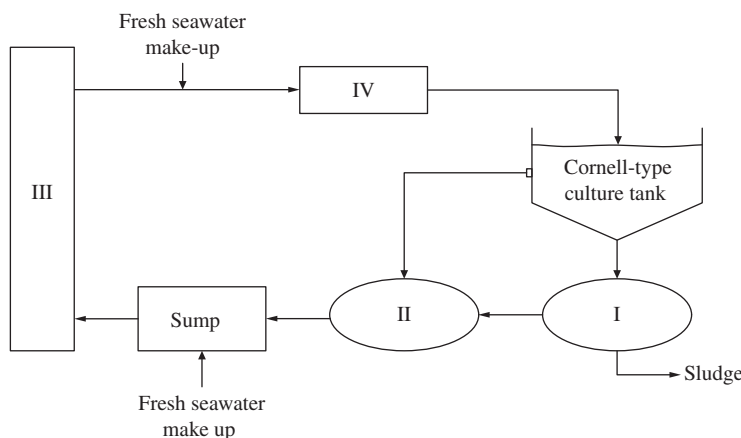 Fresh seawater
make-up
IV
Cornell-type
culture tank
III
Sump
II
I
Sludge
Fresh seawater
make up